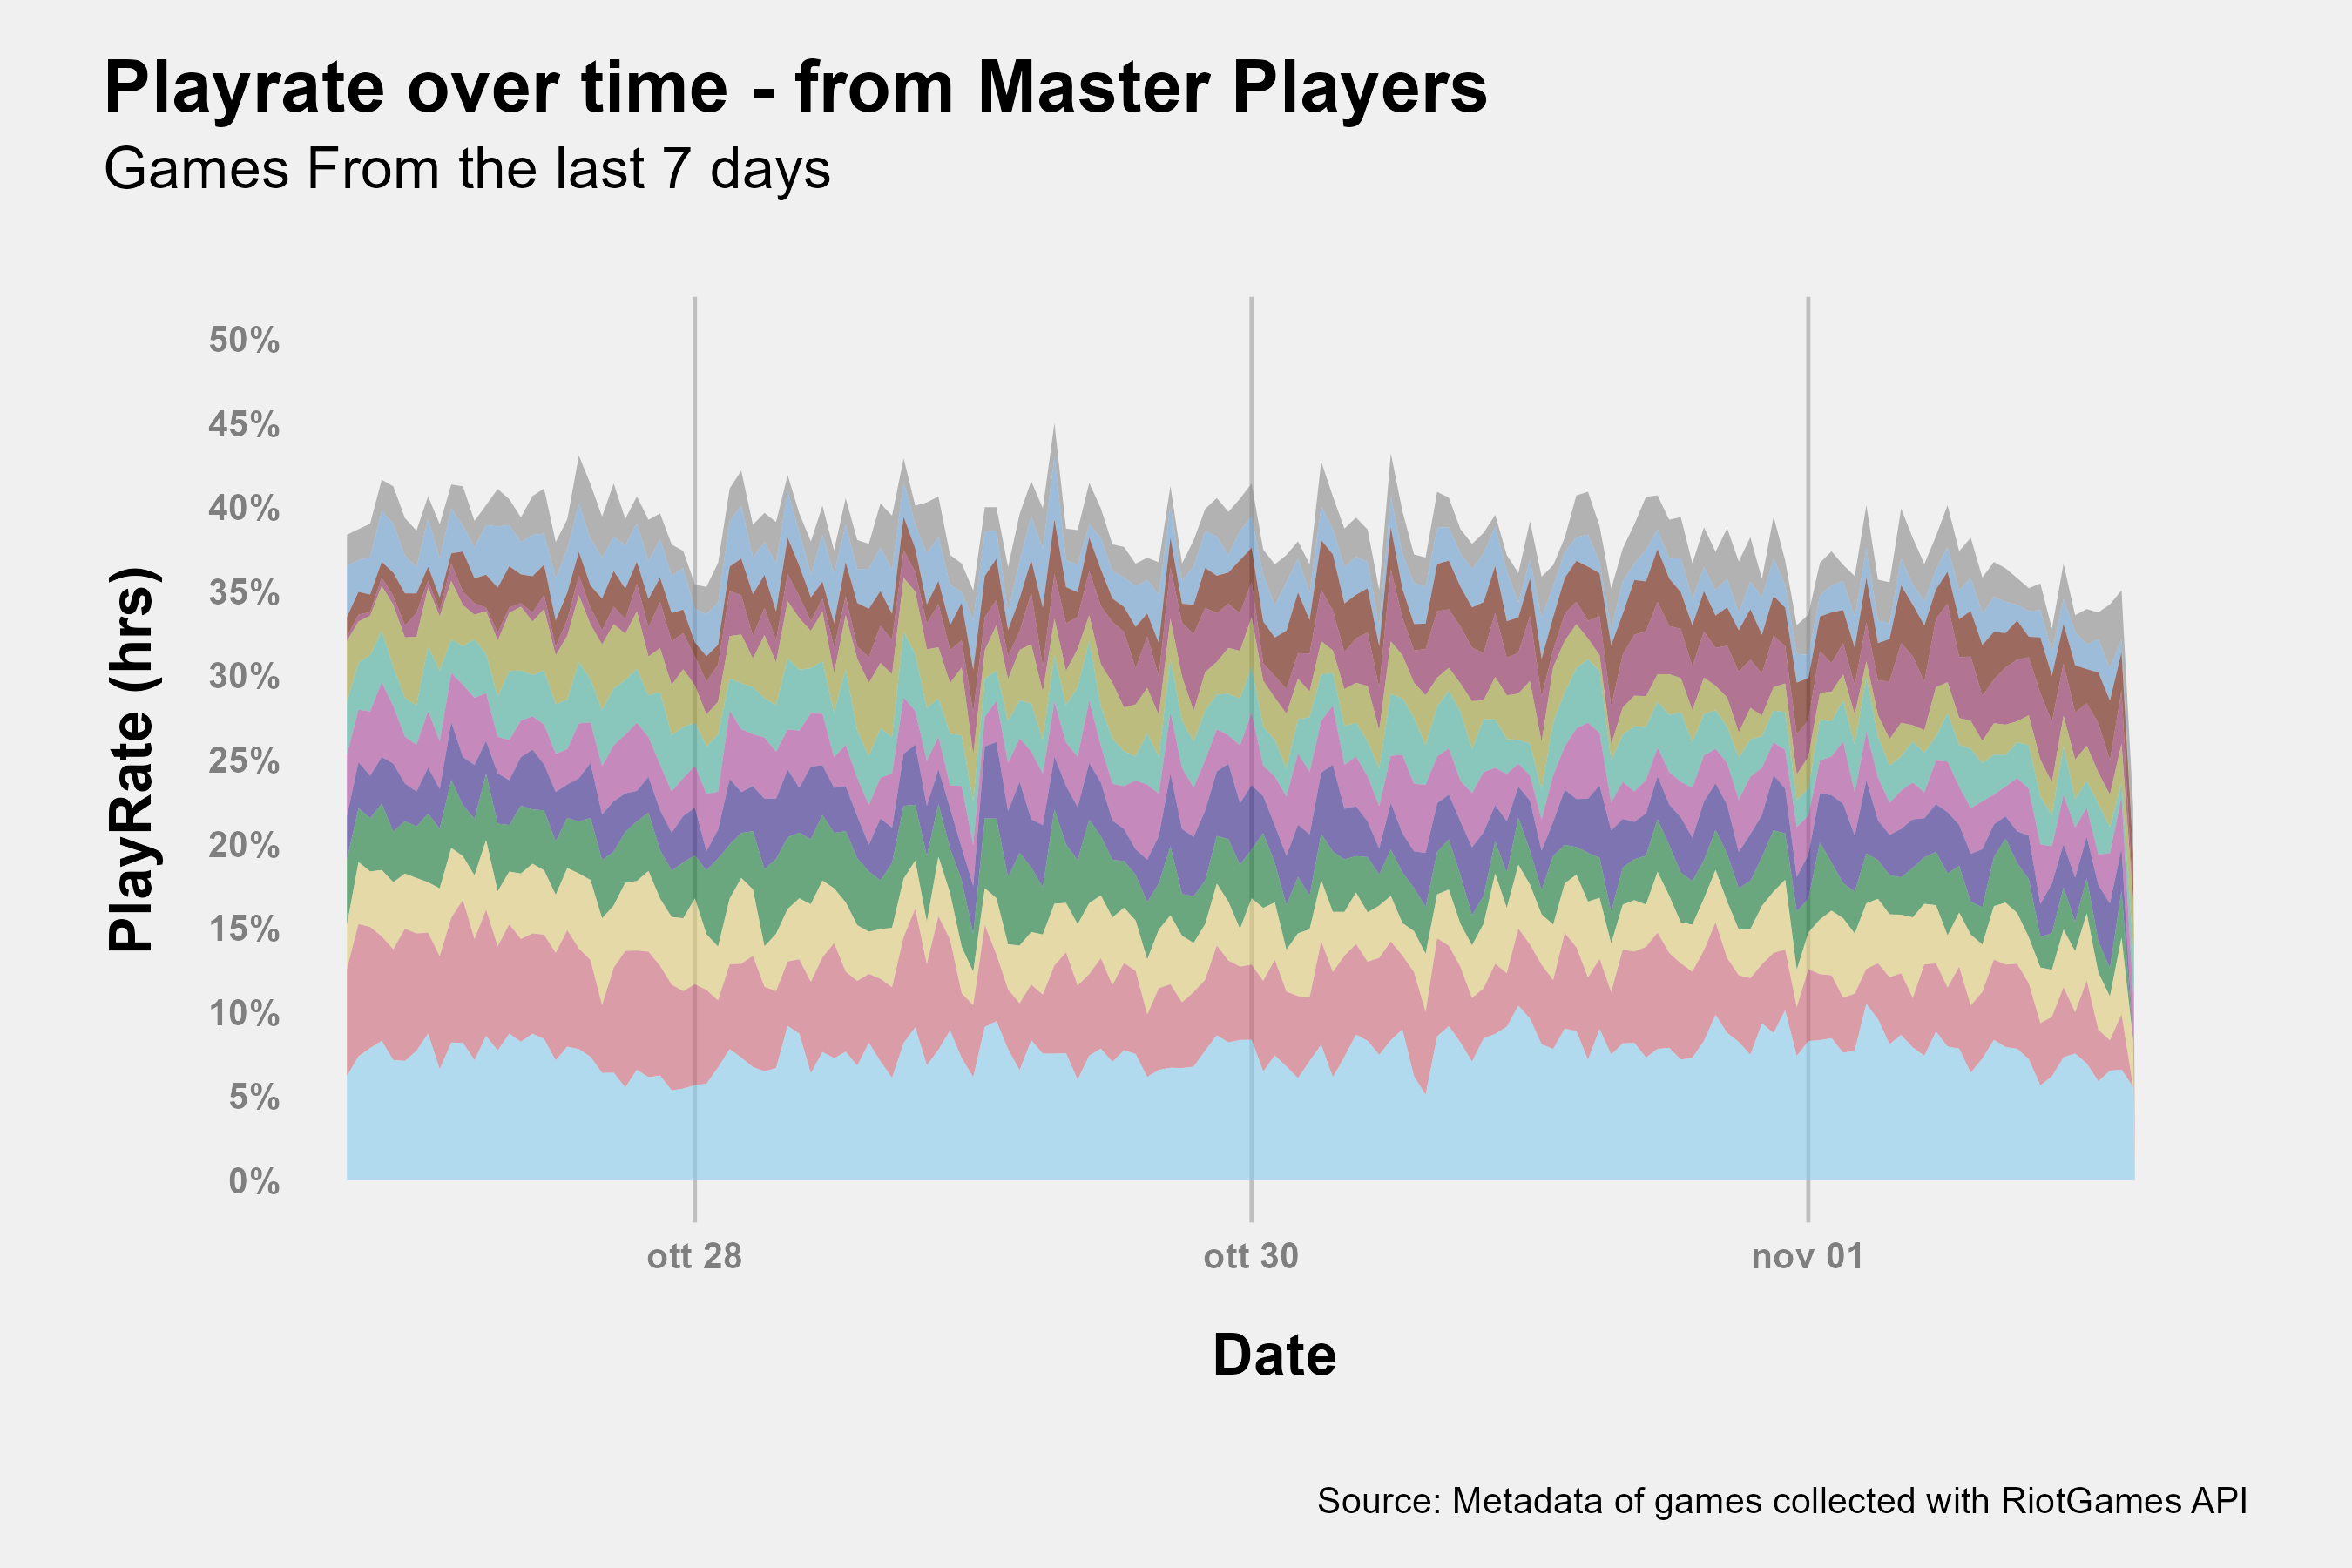 Playrate over time - from Master Players
Games From the last 7 days
50%
45%
40%
35%
30%
25%
20%
15%
10%
5%
0%
PlayRate (hrs)
ott 28
ott 30
nov 01
Date
Source: Metadata of games collected with RiotGames API